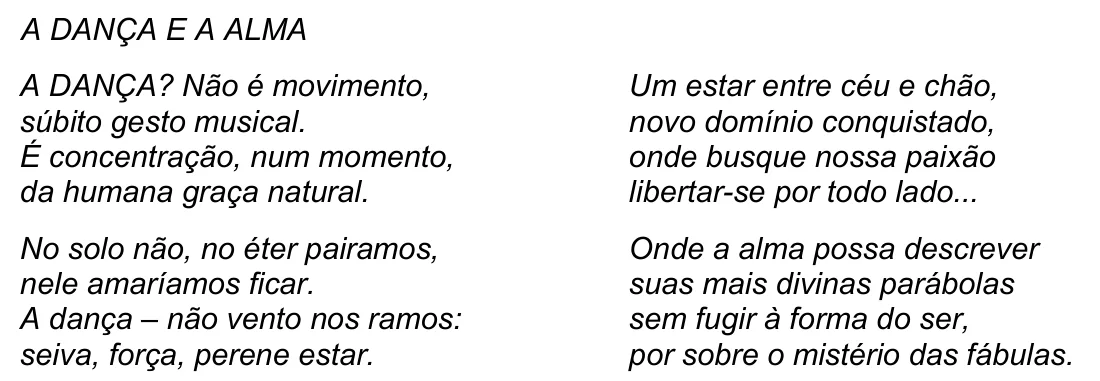 A DANÇA E A ALMA
A DANÇA? Não é movimento,
súbito gesto musical.
É concentração, num momento,
da humana graça natural.
No solo não, no éter pairamos,
nele amaríamos ficar.
A dança – não vento nos ramos:
seiva, força, perene estar.
Um estar entre céu e chão,
novo domínio conquistado,
onde busque nossa paixão
libertar-se por todo lado...
Onde a alma possa descrever
suas mais divinas parábolas
sem fugir à forma do ser,
por sobre o mistério das fábulas.